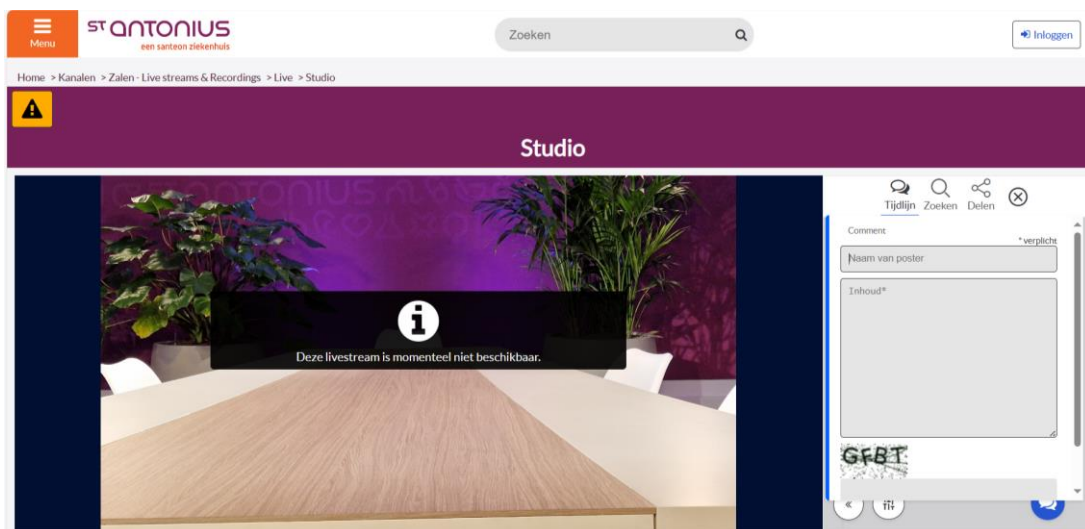 Menu
ST ANTONIUS
een santeon ziekenhuis
Zoeken
Inloggen
Home > Kanalen > Zalen - Live streams & Recordings > Live > Studio
Studio
Tijdlijn Zoeken Delen
Comment
* verplicht
Naam van poster
Inhoud*
Deze livestream is momenteel niet beschikbaar.
GFBT